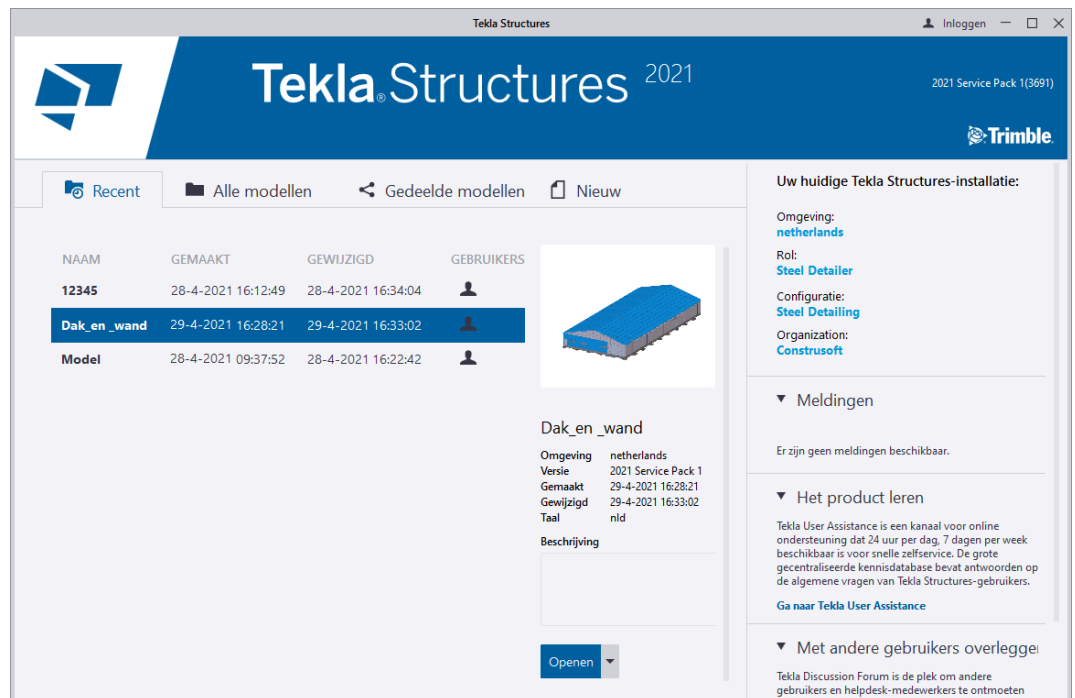 Tekla Structures
Inloggen
Tekla® Structures 2021
2021 Service Pack 1(3691)
Trimble.
Recent
Alle modellen
Gedeelde modellen
Nieuw
NAAM GEMAAKT GEWIJZIGD GEBRUIKERS
12345 28-4-2021 16:12:49 28-4-2021 16:34:04
Dak_en _wand 29-4-2021 16:28:21 29-4-2021 16:33:02
Model 28-4-2021 09:37:52 28-4-2021 16:22:42
Dak_en _wand
Omgeving netherlands
Versie 2021 Service Pack 1
Gemaakt 29-4-2021 16:28:21
Gewijzigd 29-4-2021 16:33:02
Taal nld
Beschrijving
Openen
Uw huidige Tekla Structures-installatie:
Omgeving:
netherlands
Rol:
Steel Detailer
Configuratie:
Steel Detailing
Organization:
Construsoft
Meldingen
Er zijn geen meldingen beschikbaar.
Het product leren
Tekla User Assistance is een kanaal voor online
ondersteuning dat 24 uur per dag, 7 dagen per week
beschikbaar is voor snelle zelfservice. De grote
gecentraliseerde kennisdatabase bevat antwoorden op
de algemene vragen van Tekla Structures-gebruikers.
Ga naar Tekla User Assistance
Met andere gebruikers overlegge
Tekla Discussion Forum is de plek om andere
gebruikers en helpdesk-medewerkers te ontmoeten